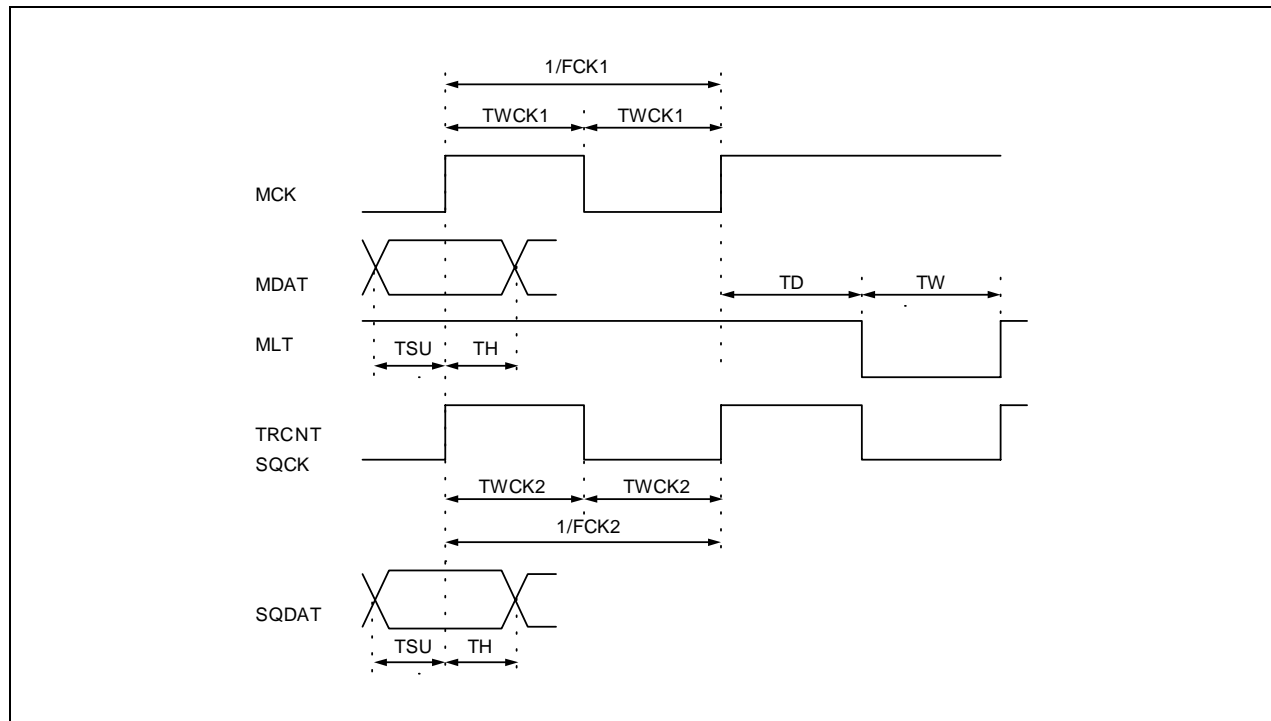 1/FCK1
TWCK1 TWCK1
MCK
MDAT
TD TW
MLT
TSU TH
TRCNT
SQCK
TWCK2 TWCK2
1/FCK2
SQDAT
TSU TH